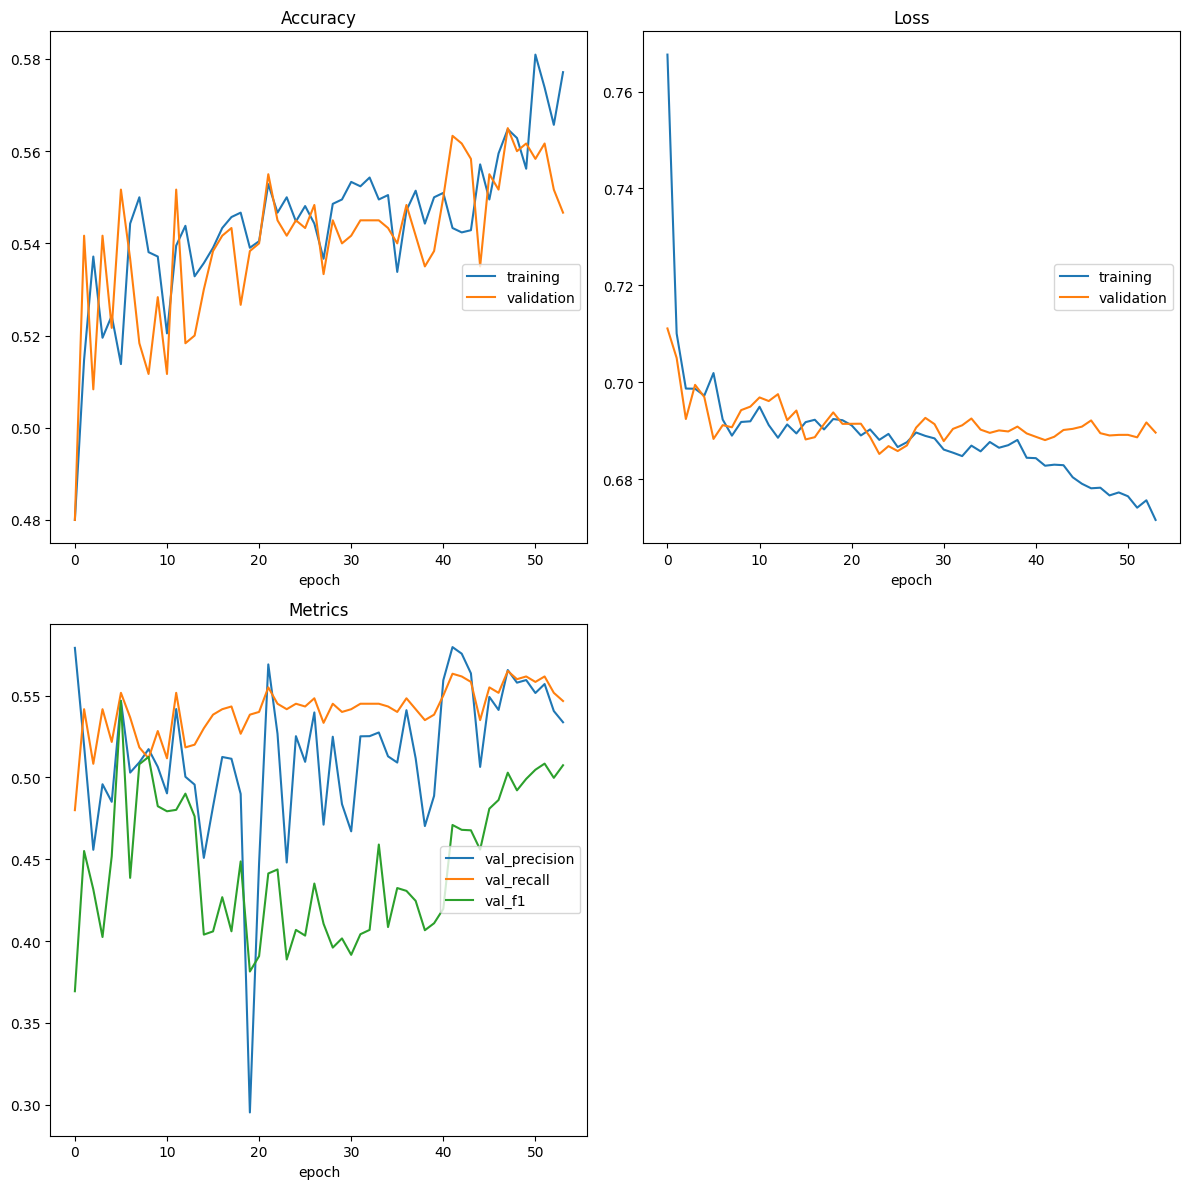 Accuracy
0.58
0.56
0.54
0.52
0.50
0.48
training
validation
0 10 20 30 40 50
epoch
Loss
0.76
0.74
0.72
0.70
0.68
training
validation
0 10 20 30 40 50
epoch
Metrics
0.55
0.50
0.45
0.40
0.35
0.30
val_precision
val_recall
val_f1
0 10 20 30 40 50
epoch